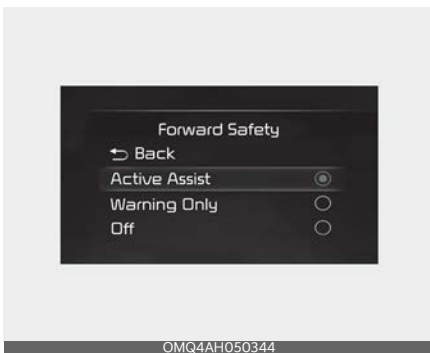 Forward Safety
Back
Active Assist
Warning Only
Off
OMQ4AH050344